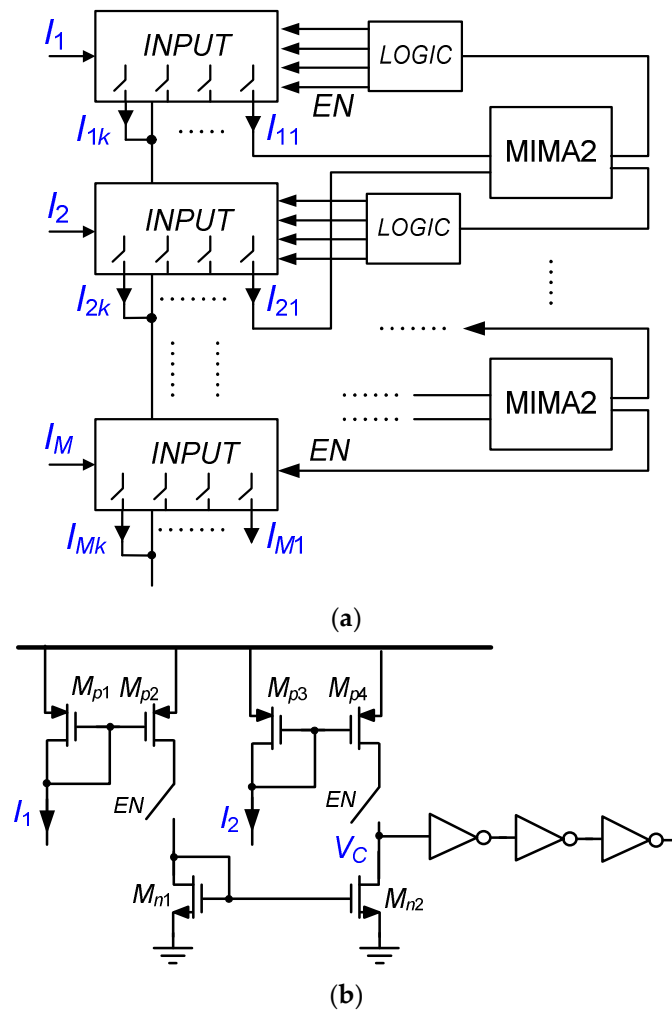 I1
INPUT
LOGIC
EN
I1k
I11
MIMA2
I2
INPUT
LOGIC
I2k
I21
MIMA2
IM
INPUT
EN
IMk
IM1
(a)
Mp1
Mp2
Mp3
Mp4
I1
EN
I2
EN
VC
Mn1
Mn2
(b)